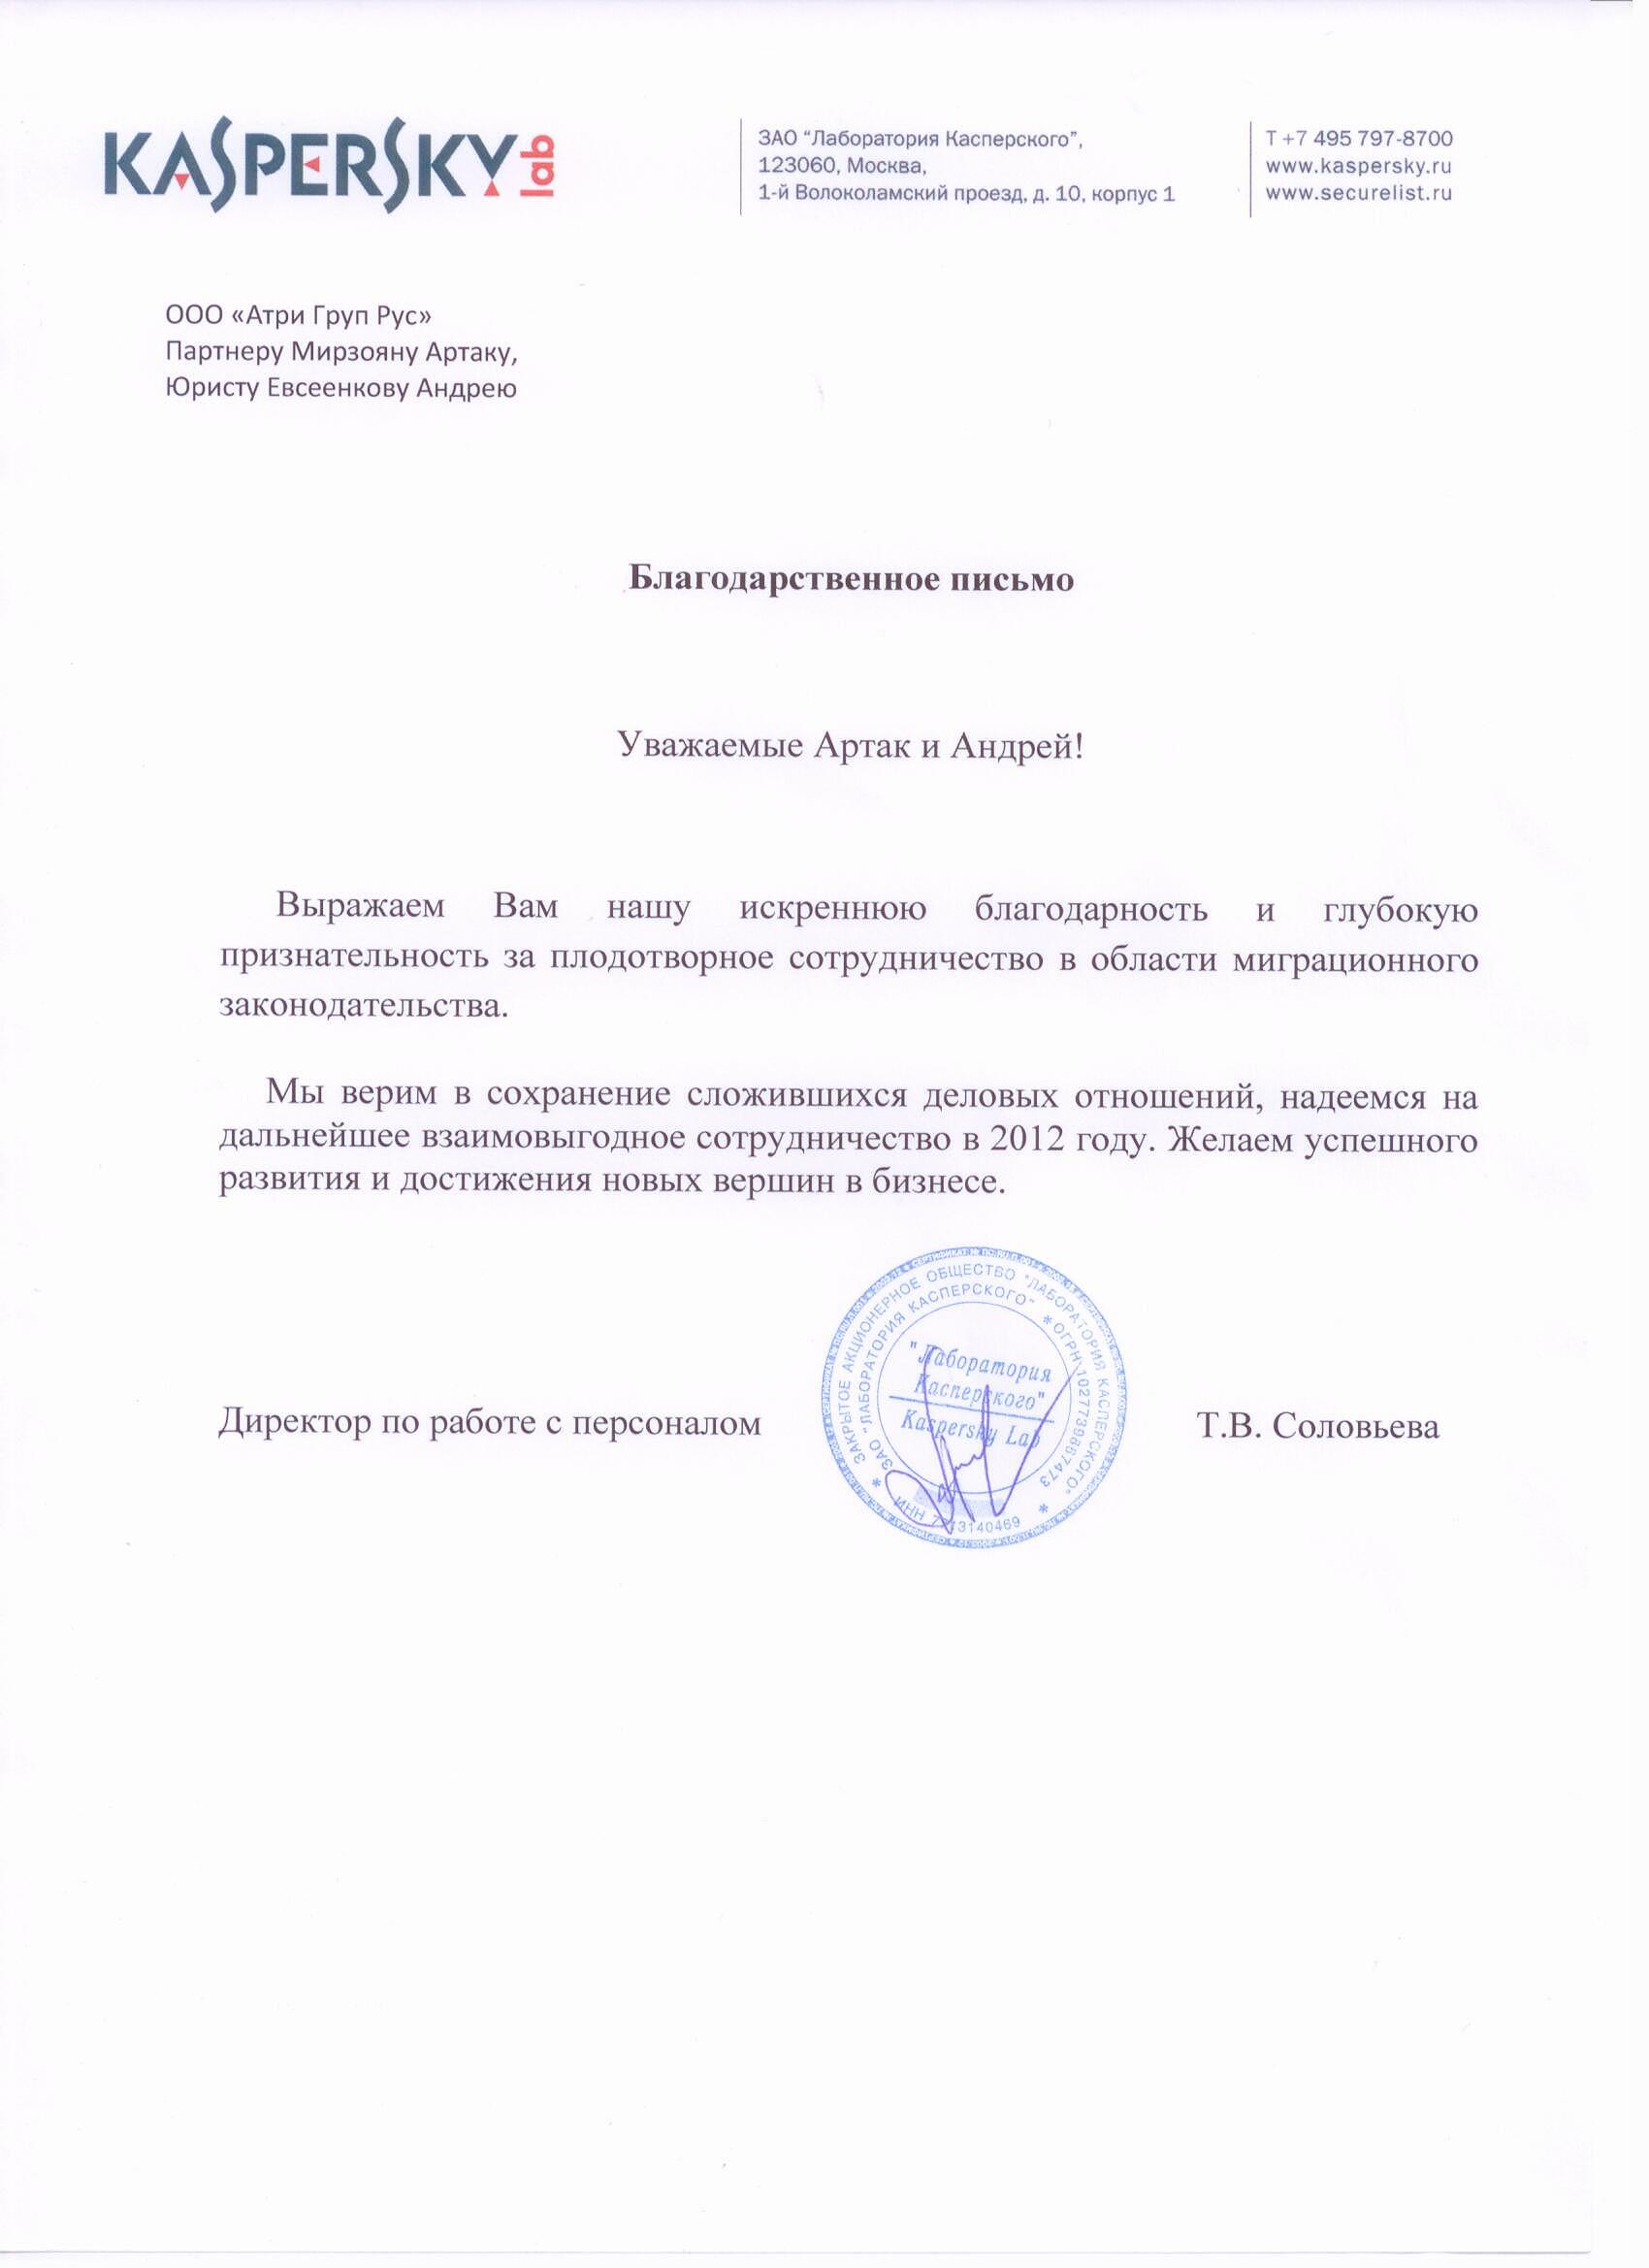 KASPERSKY lab
ЗАО “Лаборатория Касперского”,
123060, Москва,
1-й Волоколамский проезд, д. 10, корпус 1
T +7 495 797-8700
www.kaspersky.ru
www.securelist.ru
ООО «Атри Груп Рус»
Партнеру Мирзояну Артаку,
Юристу Евсеенкову Андрею
Благодарственное письмо
Уважаемые Артак и Андрей!
Выражаем Вам нашу искреннюю благодарность и глубокую
признательность за плодотворное сотрудничество в области миграционного
законодательства.
Мы верим в сохранение сложившихся деловых отношений, надеемся на
дальнейшее взаимовыгодное сотрудничество в 2012 году. Желаем успешного
развития и достижения новых вершин в бизнесе.
Директор по работе с персоналом
Т.В. Соловьева
ЗАКРЫТОЕ АКЦИОНЕРНОЕ ОБЩЕСТВО "ЛАБОРАТОРИЯ КАСПЕРСКОГО"
ЗАО "ЛАБОРАТОРИЯ КАСПЕРСКОГО" * ОГРН 1027739867473 *
"Лаборатория
Касперского"
Kaspersky Lab
ИНН